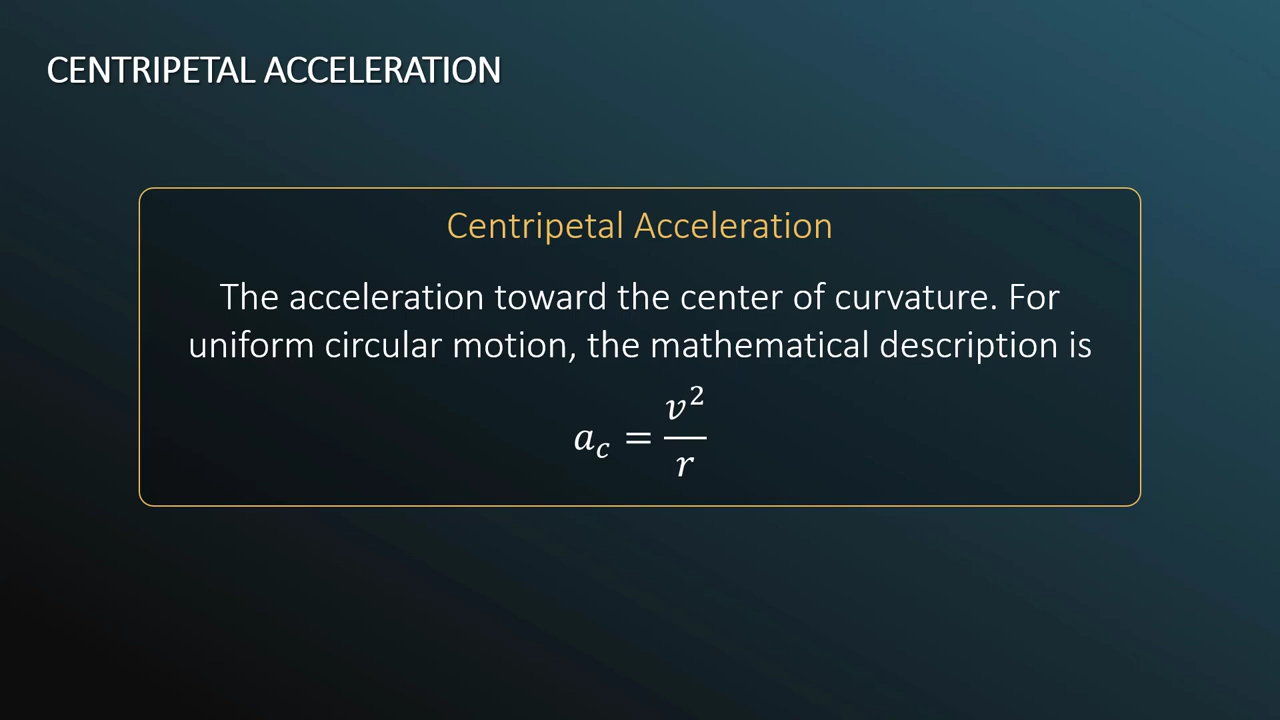 CENTRIPETAL ACCELERATION
Centripetal Acceleration
The acceleration toward the center of curvature. For
uniform circular motion, the mathematical description is
a_c = v²/r